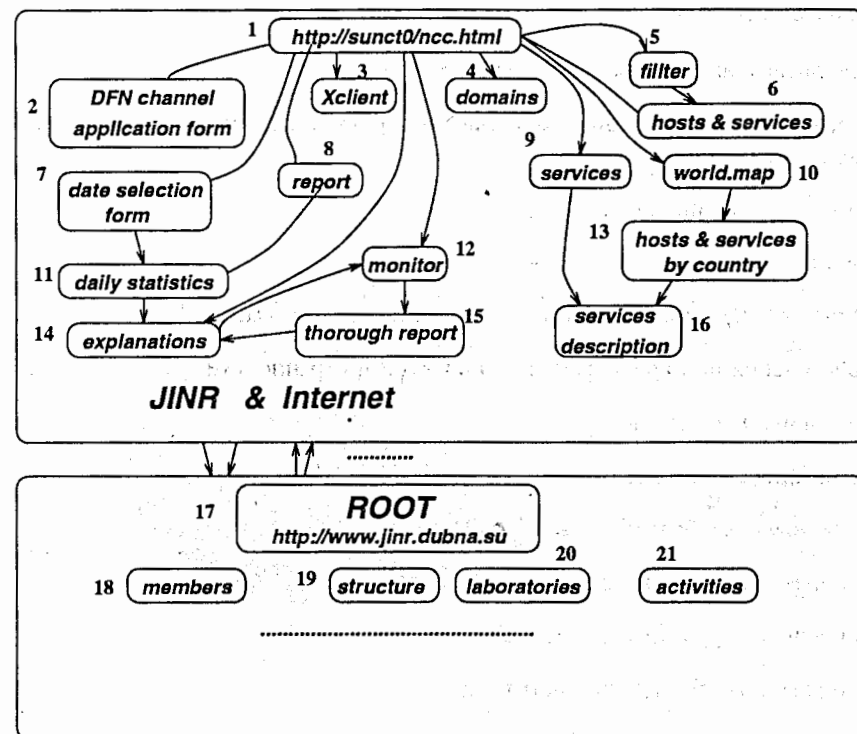 1
http://sunct0/ncc.html
2
DFN channel
application form
3
Xclient
4
domains
5
fillter
6
hosts & services
7
date selection
form
8
report
9
services
world.map
10
11
daily statistics
12
monitor
13
hosts & services
by country
14
explanations
15
thorough report
services
description
16
JINR & Internet
............
17
ROOT
http://www.jinr.dubna.su
18
members
19
structure
20
laboratories
21
activities